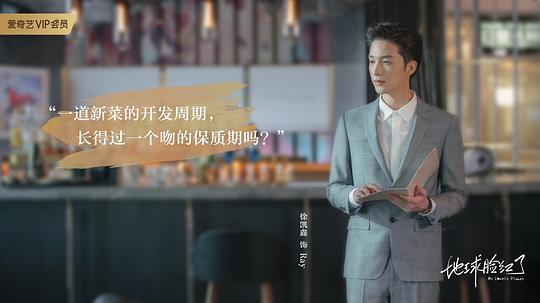 爱奇艺VIP会员
“一道新菜的开发周期，
长得过一个吻的保质期吗？”
徐凯鑫 饰 Ray
地球脸红了
My Lonely Planet